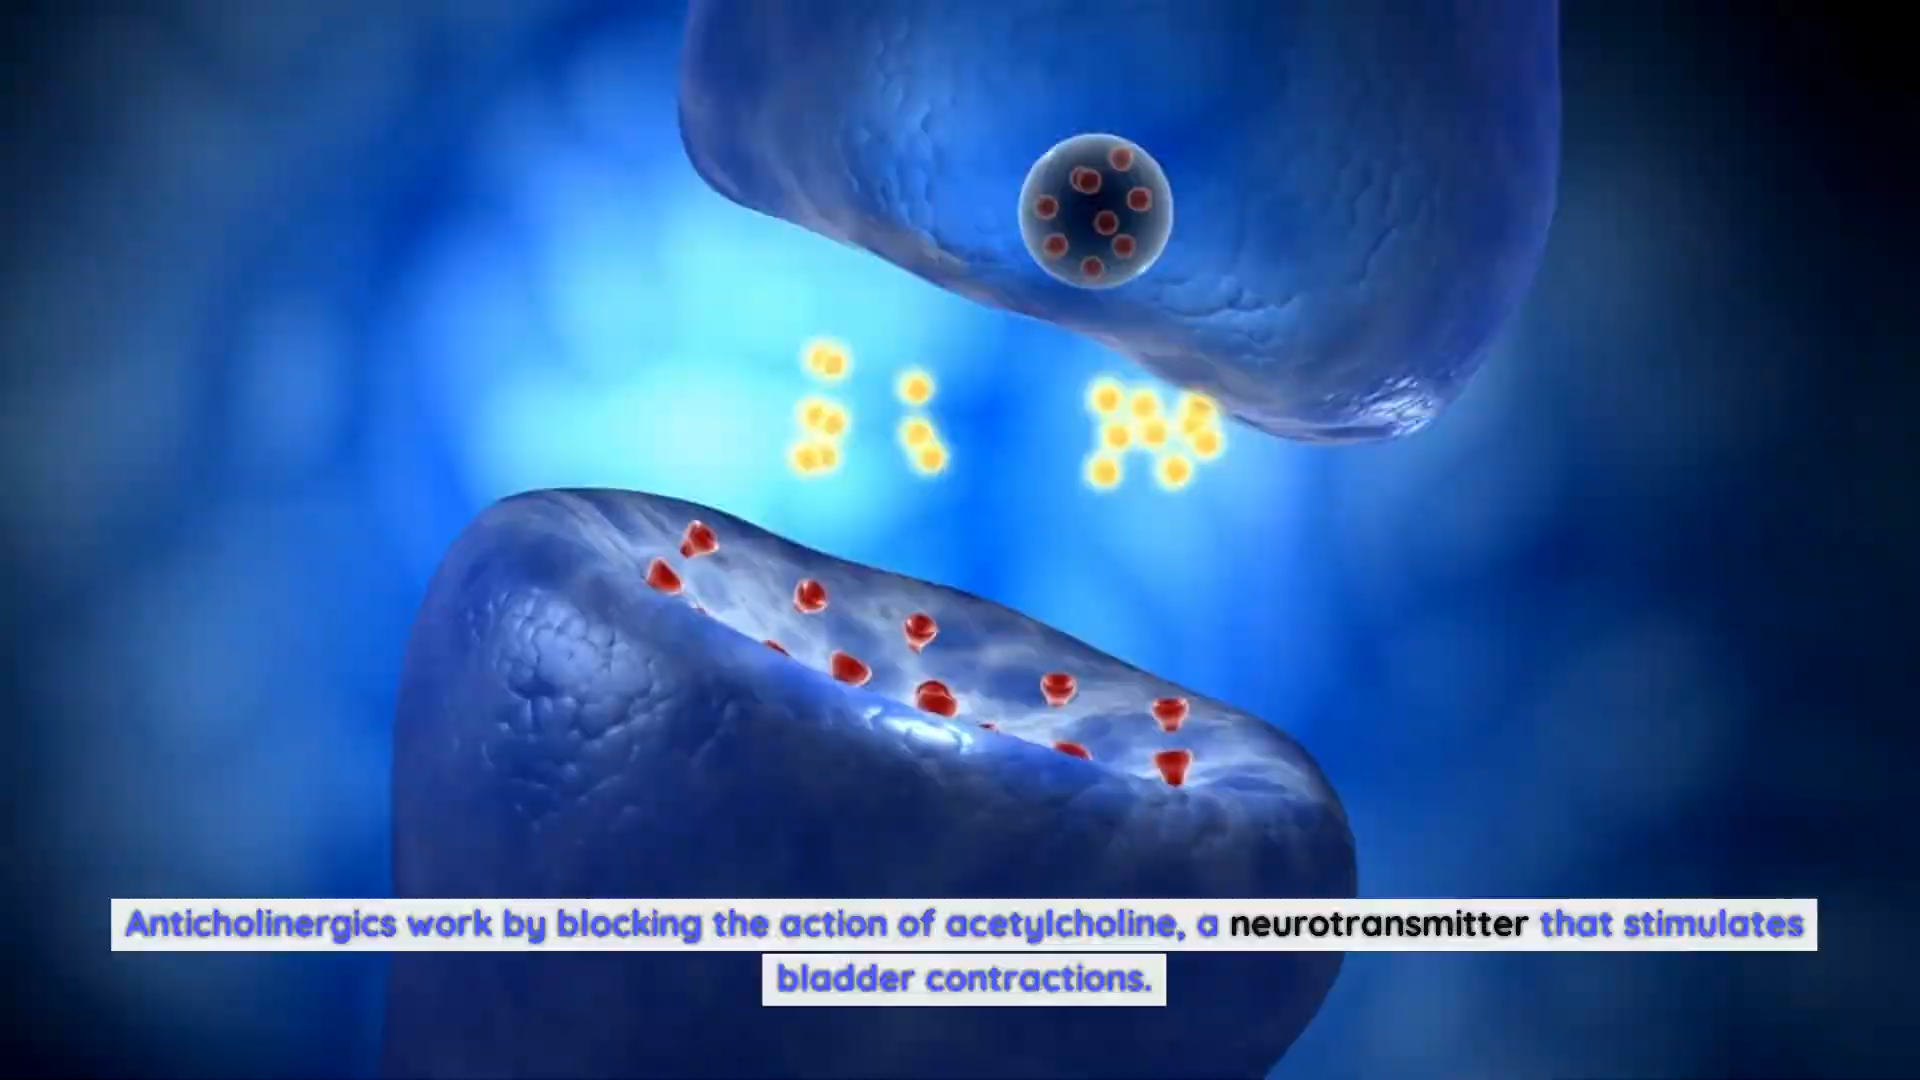 Anticholinergics work by blocking the action of acetylcholine, a neurotransmitter that stimulates
bladder contractions.